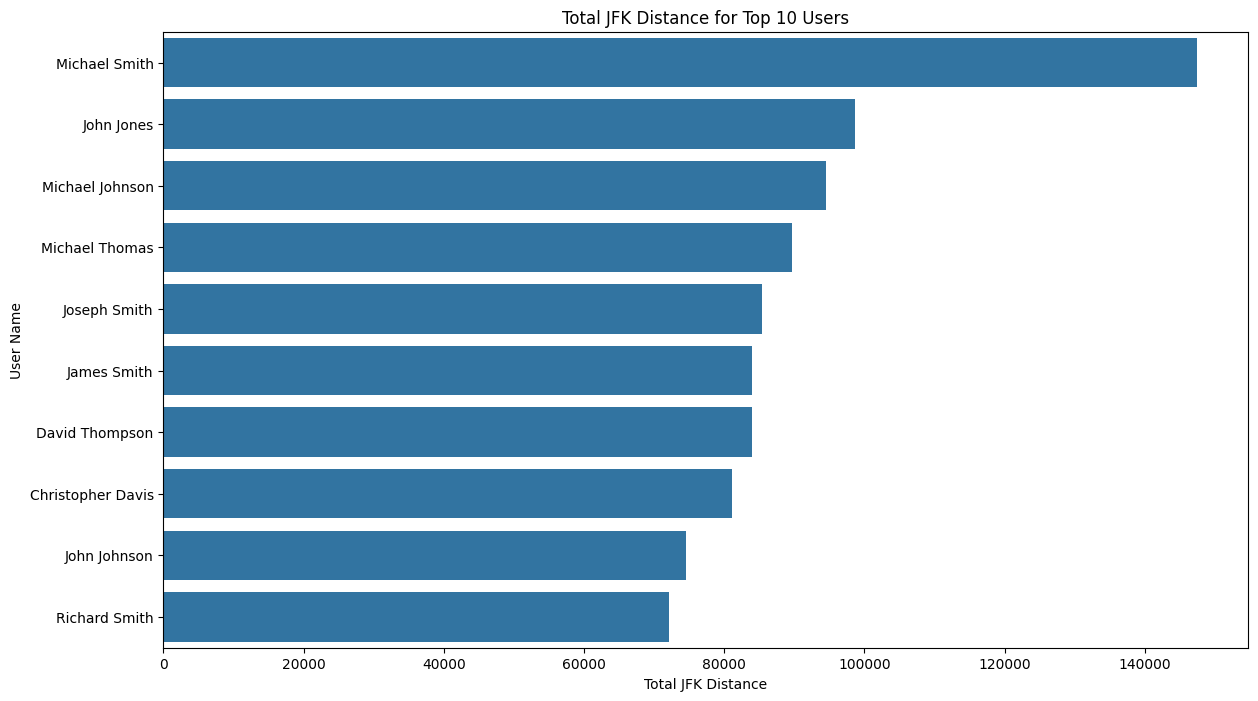 Total JFK Distance for Top 10 Users
User Name
Michael Smith
John Jones
Michael Johnson
Michael Thomas
Joseph Smith
James Smith
David Thompson
Christopher Davis
John Johnson
Richard Smith
0 20000 40000 60000 80000 100000 120000 140000
Total JFK Distance